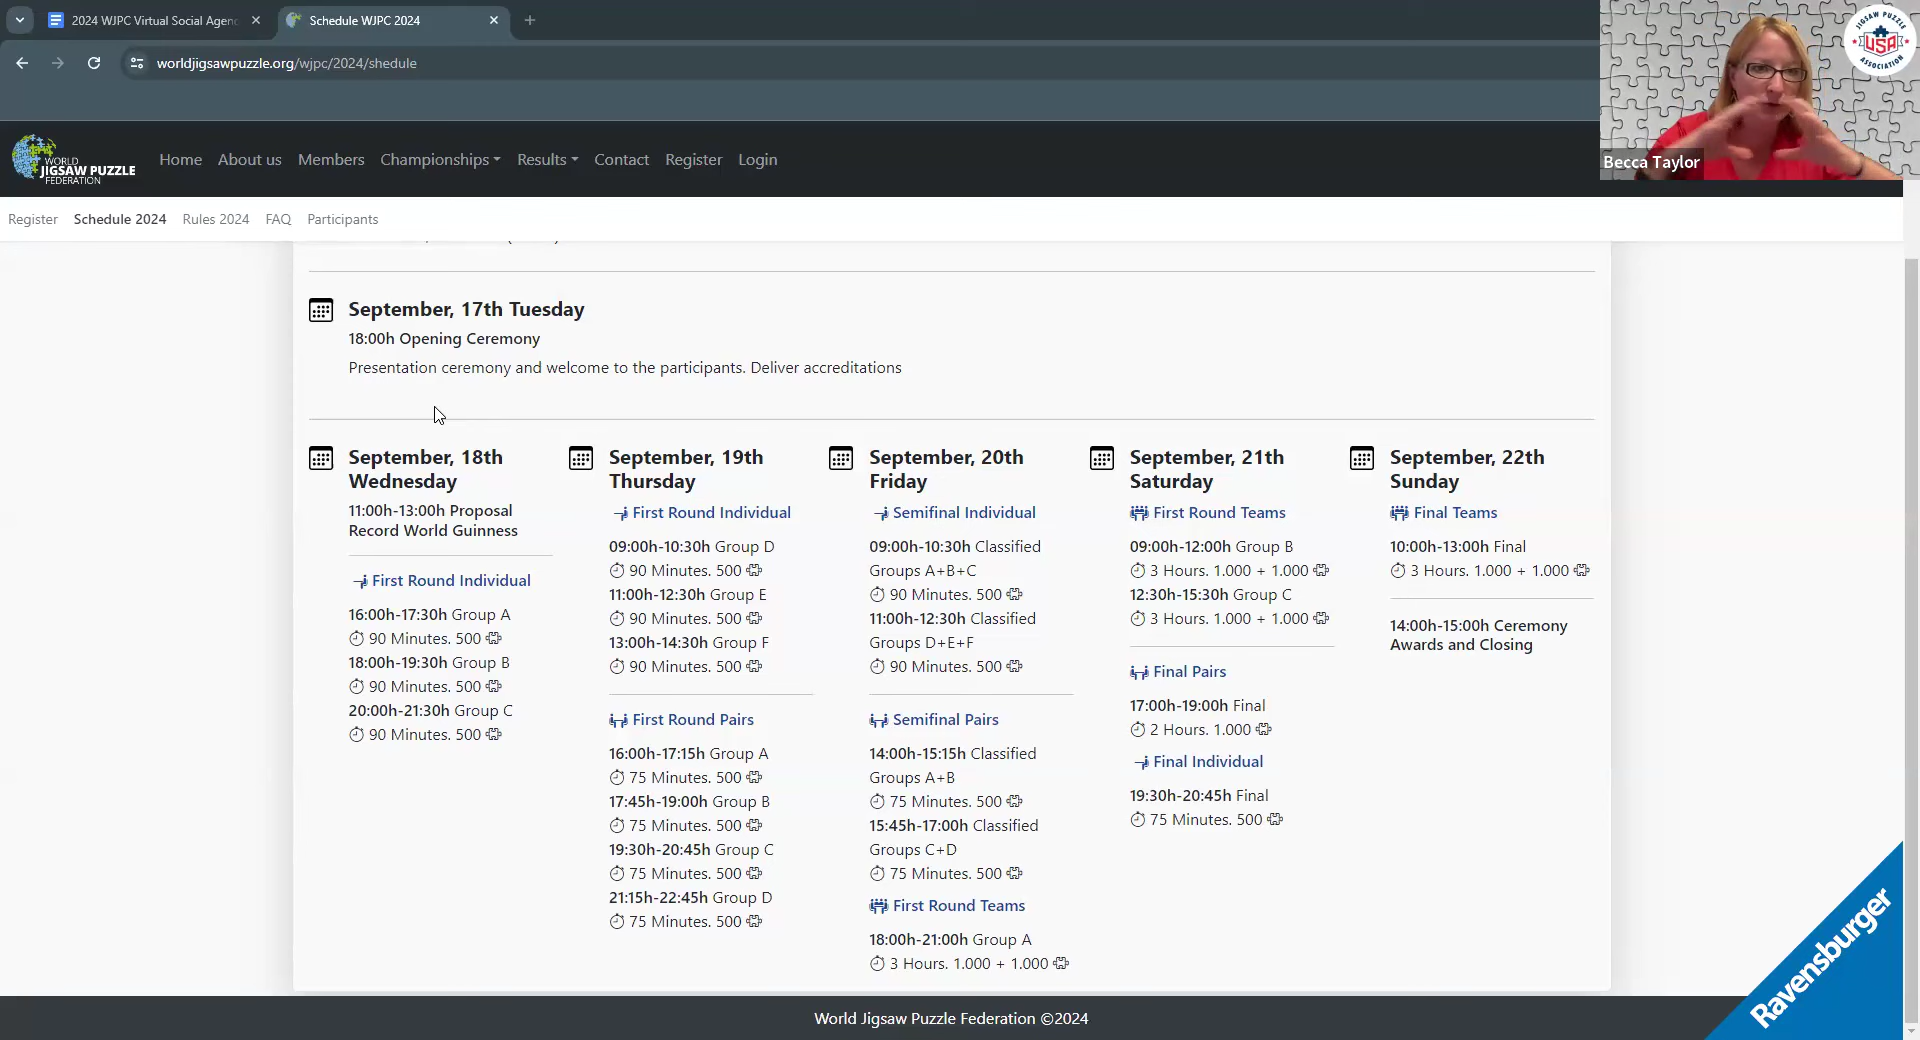 2024 WJPC Virtual Social Agen
Schedule WJPC 2024
worldjigsawpuzzle.org/wjpc/2024/shedule
JIGSAW PUZZLE
USA
ASSOCIATION
Becca Taylor
WORLD
JIGSAW PUZZLE
FEDERATION
Home About us Members Championships Results Contact Register Login
Register Schedule 2024 Rules 2024 FAQ Participants
September, 17th Tuesday
18:00h Opening Ceremony
Presentation ceremony and welcome to the participants. Deliver accreditations
September, 18th
Wednesday
11:00h-13:00h Proposal
Record World Guinness
First Round Individual
16:00h-17:30h Group A
90 Minutes. 500
18:00h-19:30h Group B
90 Minutes. 500
20:00h-21:30h Group C
90 Minutes. 500
September, 19th
Thursday
First Round Individual
09:00h-10:30h Group D
90 Minutes. 500
11:00h-12:30h Group E
90 Minutes. 500
13:00h-14:30h Group F
90 Minutes. 500
First Round Pairs
16:00h-17:15h Group A
75 Minutes. 500
17:45h-19:00h Group B
75 Minutes. 500
19:30h-20:45h Group C
75 Minutes. 500
21:15h-22:45h Group D
75 Minutes. 500
September, 20th
Friday
Semifinal Individual
09:00h-10:30h Classified
Groups A+B+C
90 Minutes. 500
11:00h-12:30h Classified
Groups D+E+F
90 Minutes. 500
Semifinal Pairs
14:00h-15:15h Classified
Groups A+B
75 Minutes. 500
15:45h-17:00h Classified
Groups C+D
75 Minutes. 500
First Round Teams
18:00h-21:00h Group A
3 Hours. 1.000 + 1.000
September, 21th
Saturday
First Round Teams
09:00h-12:00h Group B
3 Hours. 1.000 + 1.000
12:30h-15:30h Group C
3 Hours. 1.000 + 1.000
Final Pairs
17:00h-19:00h Final
2 Hours. 1.000
Final Individual
19:30h-20:45h Final
75 Minutes. 500
September, 22th
Sunday
Final Teams
10:00h-13:00h Final
3 Hours. 1.000 + 1.000
14:00h-15:00h Ceremony
Awards and Closing
Ravensburger
World Jigsaw Puzzle Federation ©2024